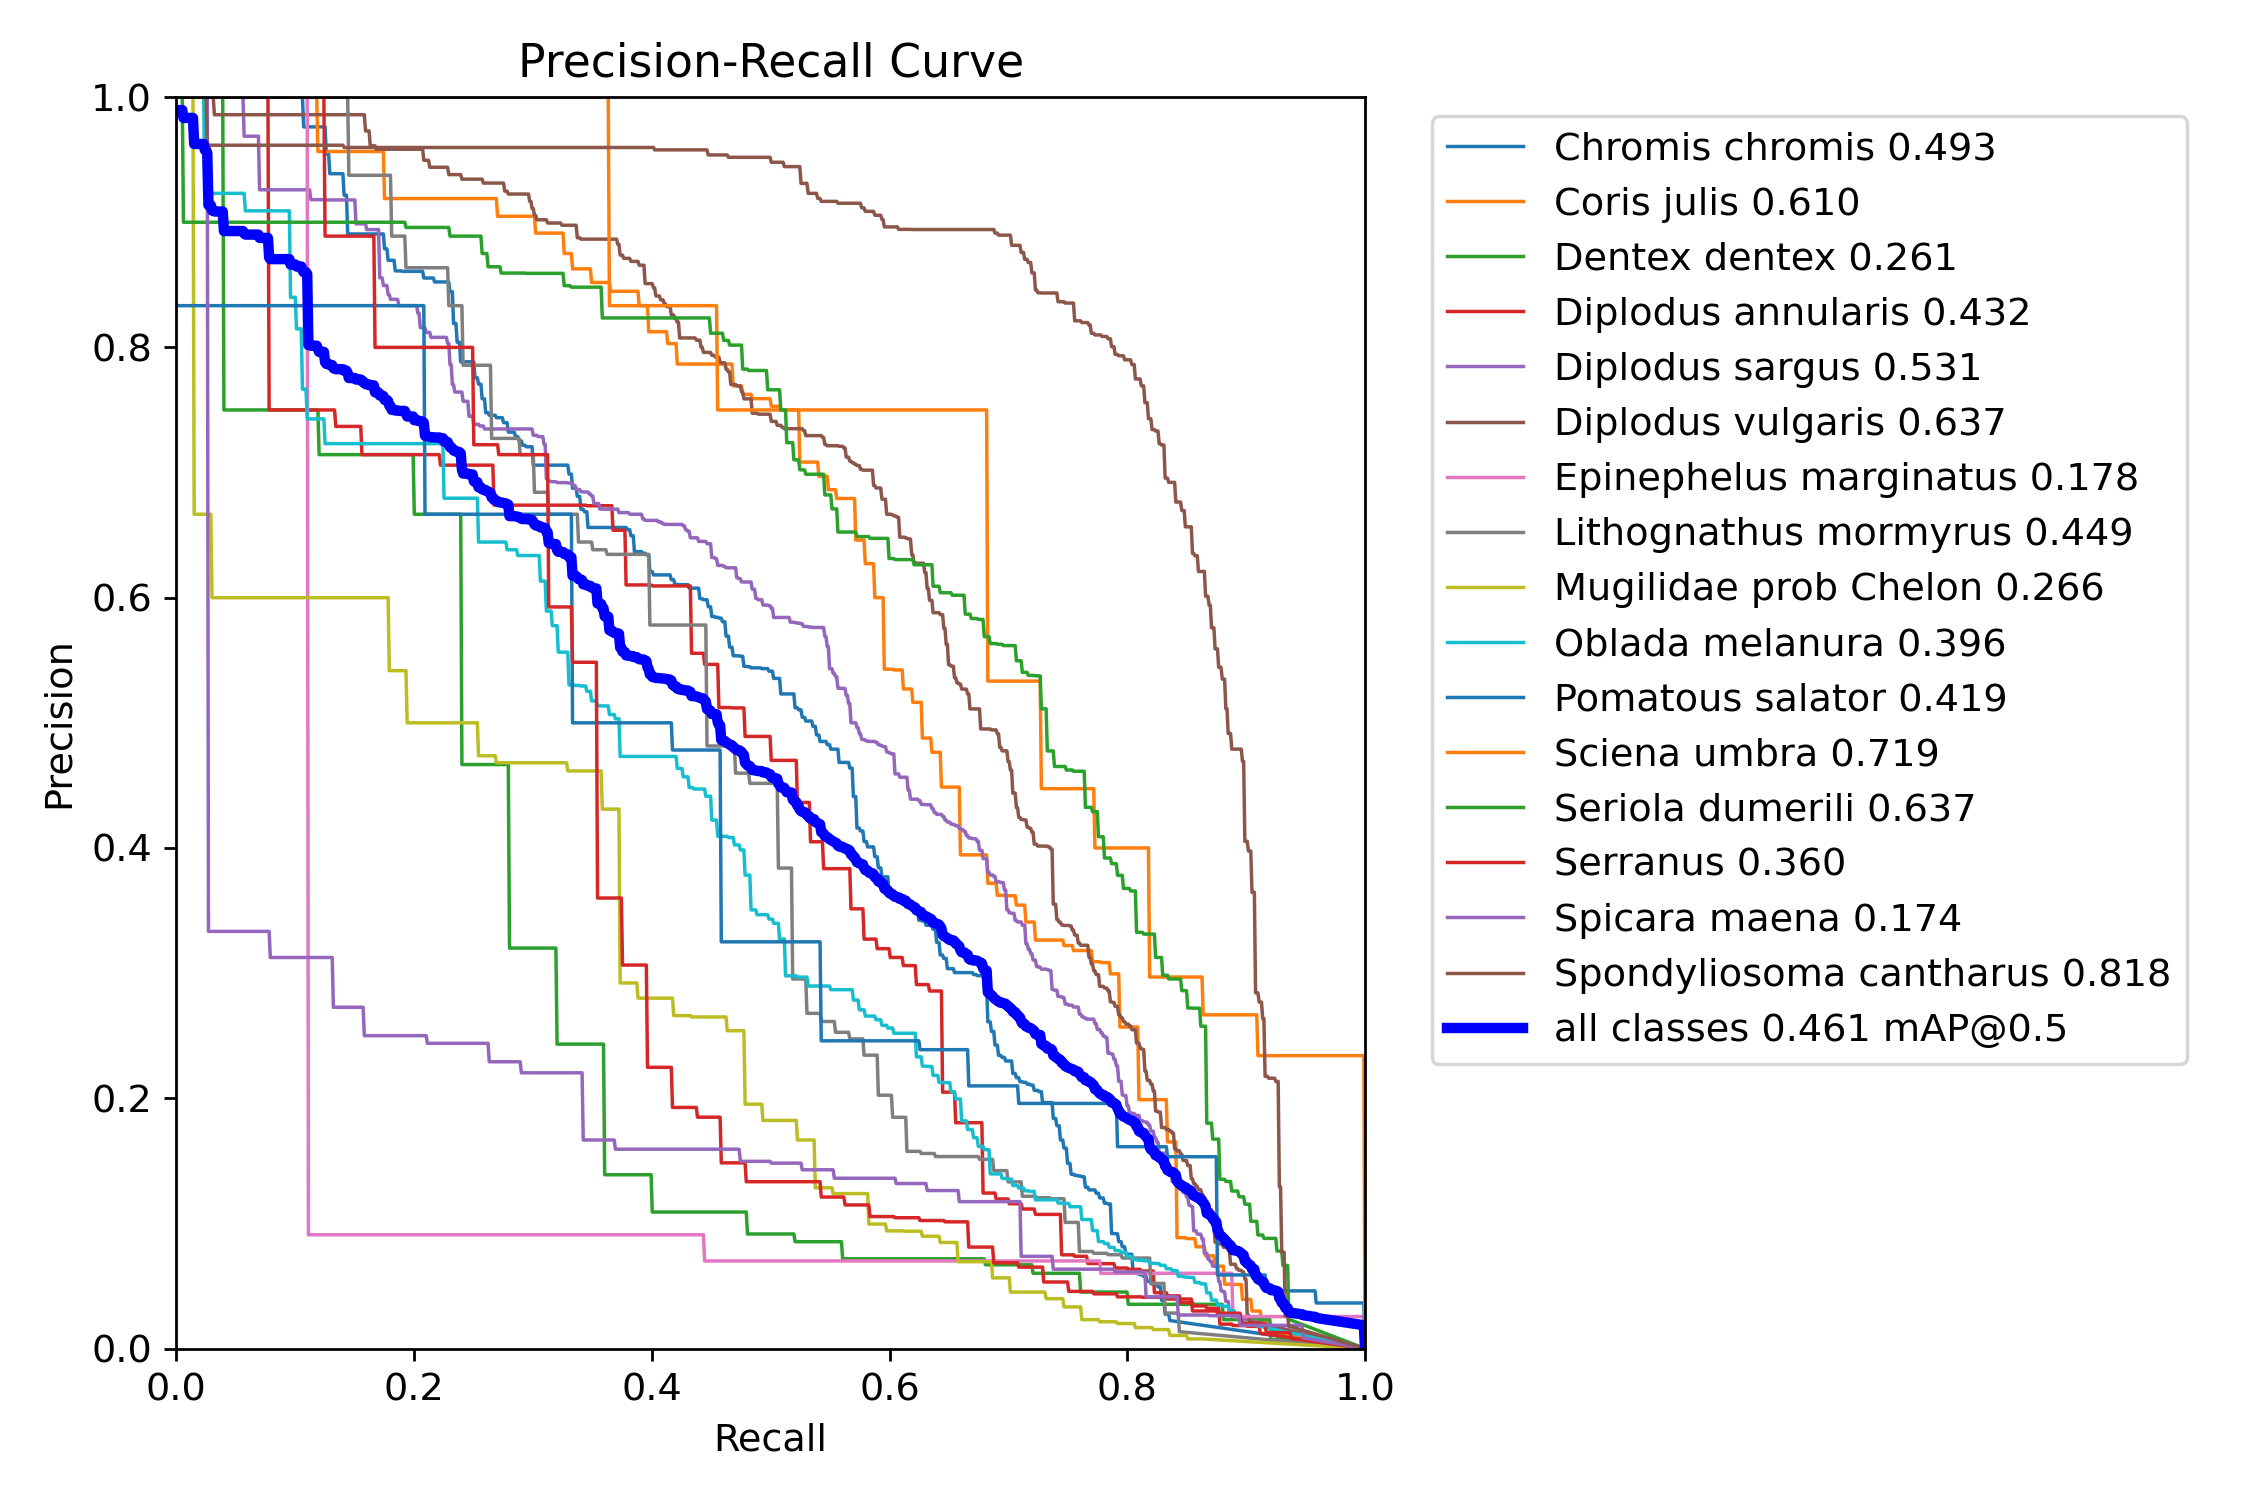 Precision-Recall Curve
1.0
0.8
0.6
0.4
0.2
0.0
Precision
0.0 0.2 0.4 0.6 0.8 1.0
Recall
Chromis chromis 0.493
Coris julis 0.610
Dentex dentex 0.261
Diplodus annularis 0.432
Diplodus sargus 0.531
Diplodus vulgaris 0.637
Epinephelus marginatus 0.178
Lithognathus mormyrus 0.449
Mugilidae prob Chelon 0.266
Oblada melanura 0.396
Pomatous salator 0.419
Sciena umbra 0.719
Seriola dumerili 0.637
Serranus 0.360
Spicara maena 0.174
Spondyliosoma cantharus 0.818
all classes 0.461 mAP@0.5